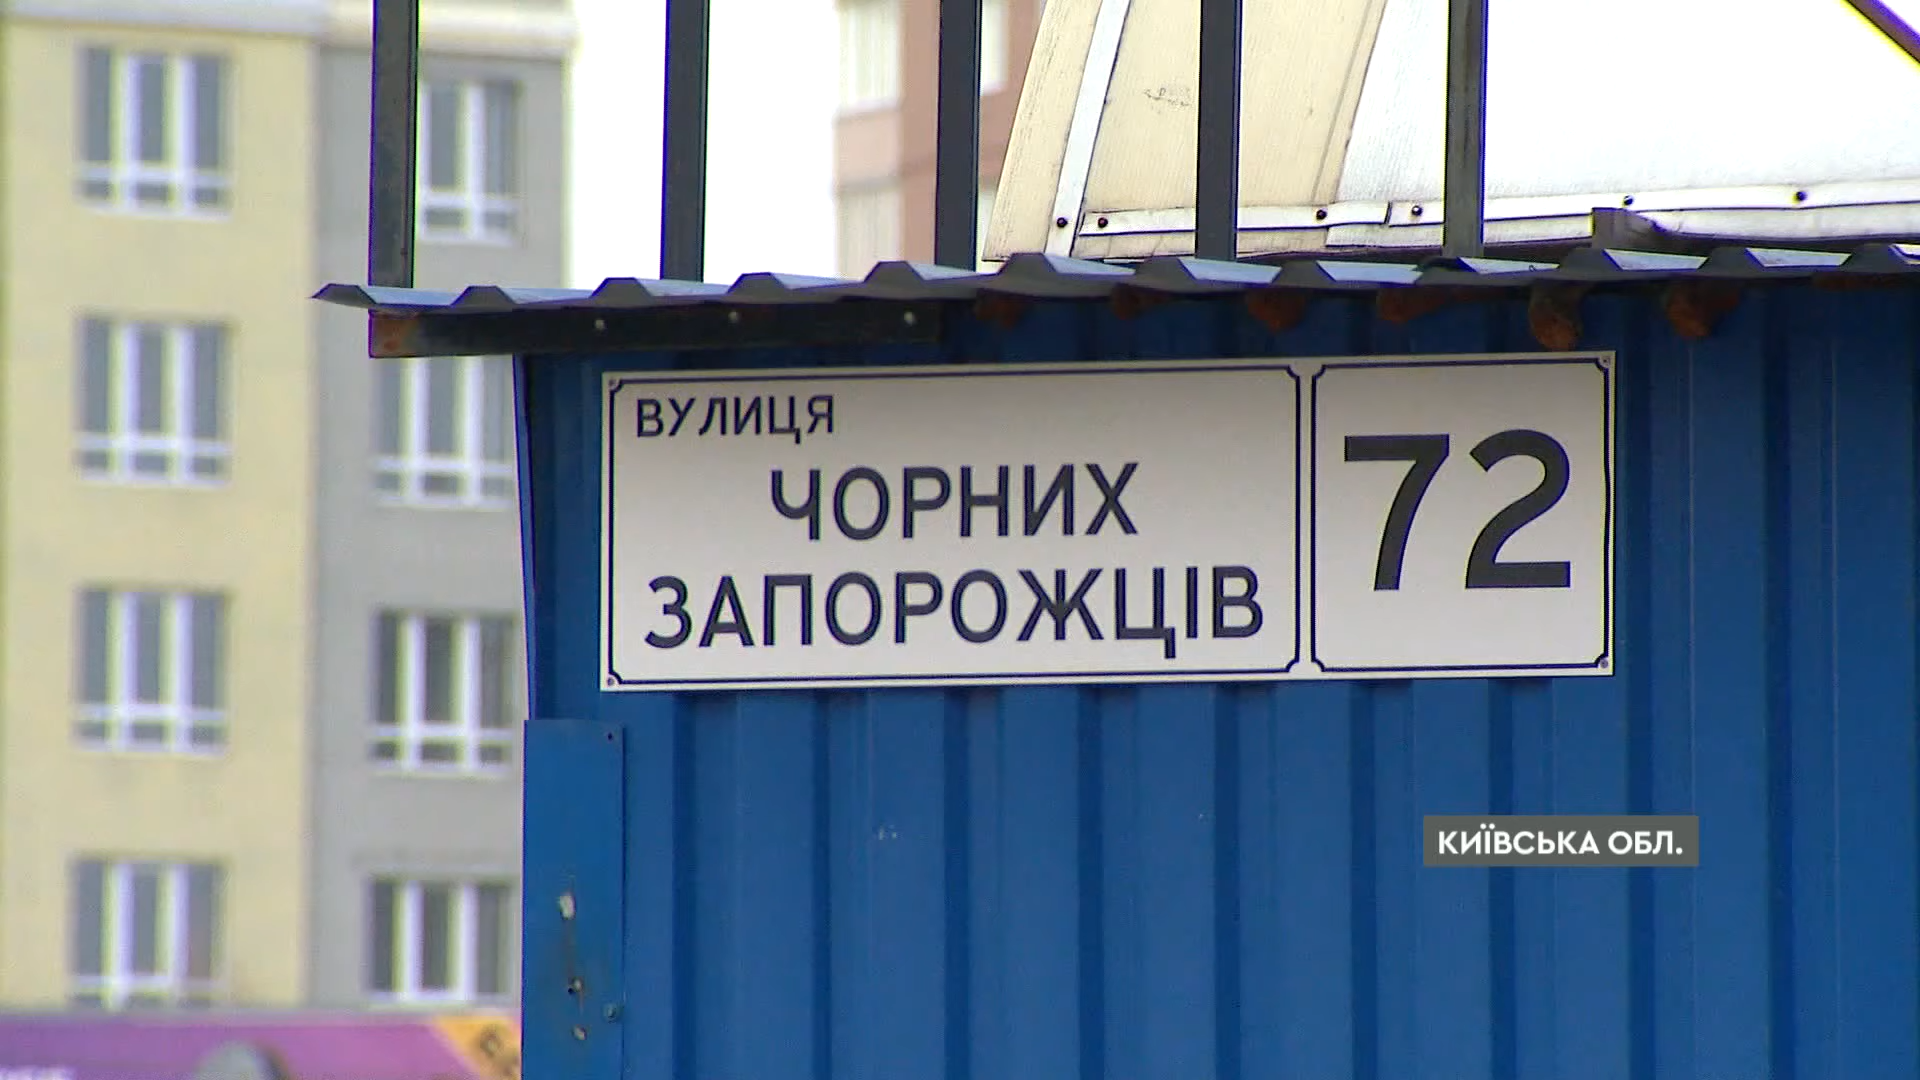 ВУЛИЦЯ
ЧОРНИХ
ЗАПОРОЖЦІВ
72
КИЇВСЬКА ОБЛ.